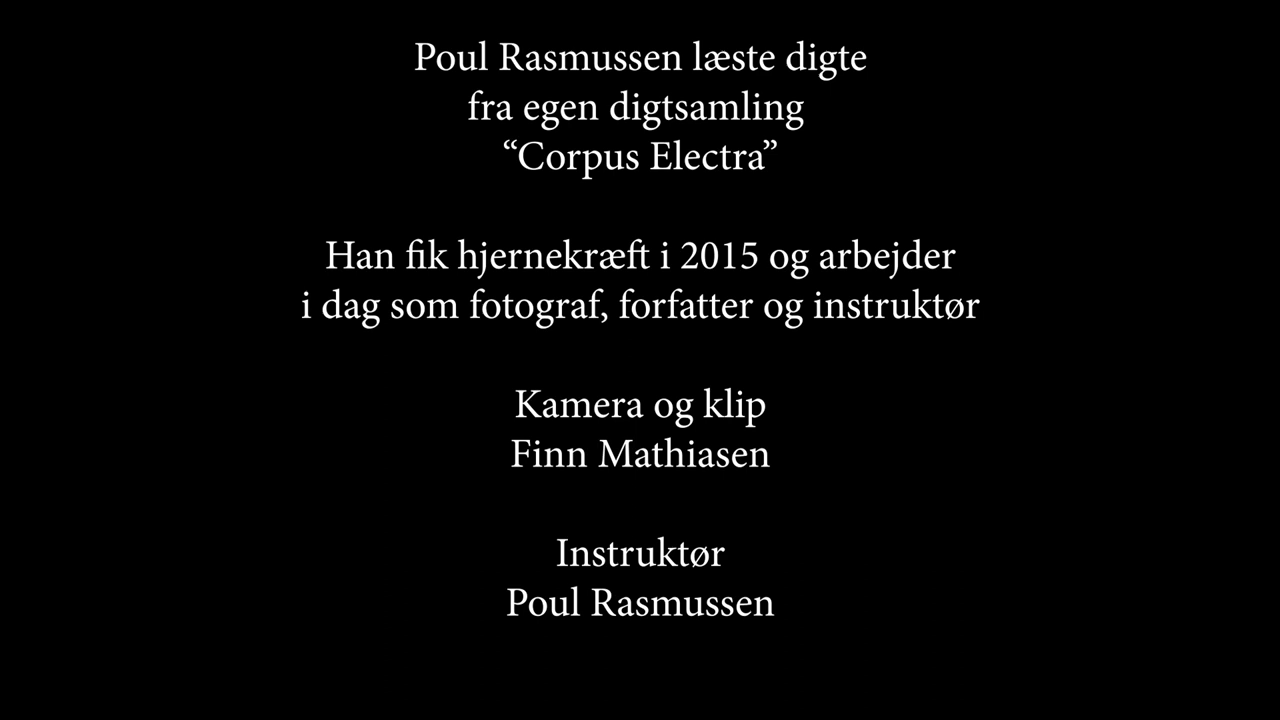 Poul Rasmussen læste digte
fra egen digtsamling
“Corpus Electra”
Han fik hjernekræft i 2015 og arbejder
i dag som fotograf, forfatter og instruktør
Kamera og klip
Finn Mathiasen
Instruktør
Poul Rasmussen